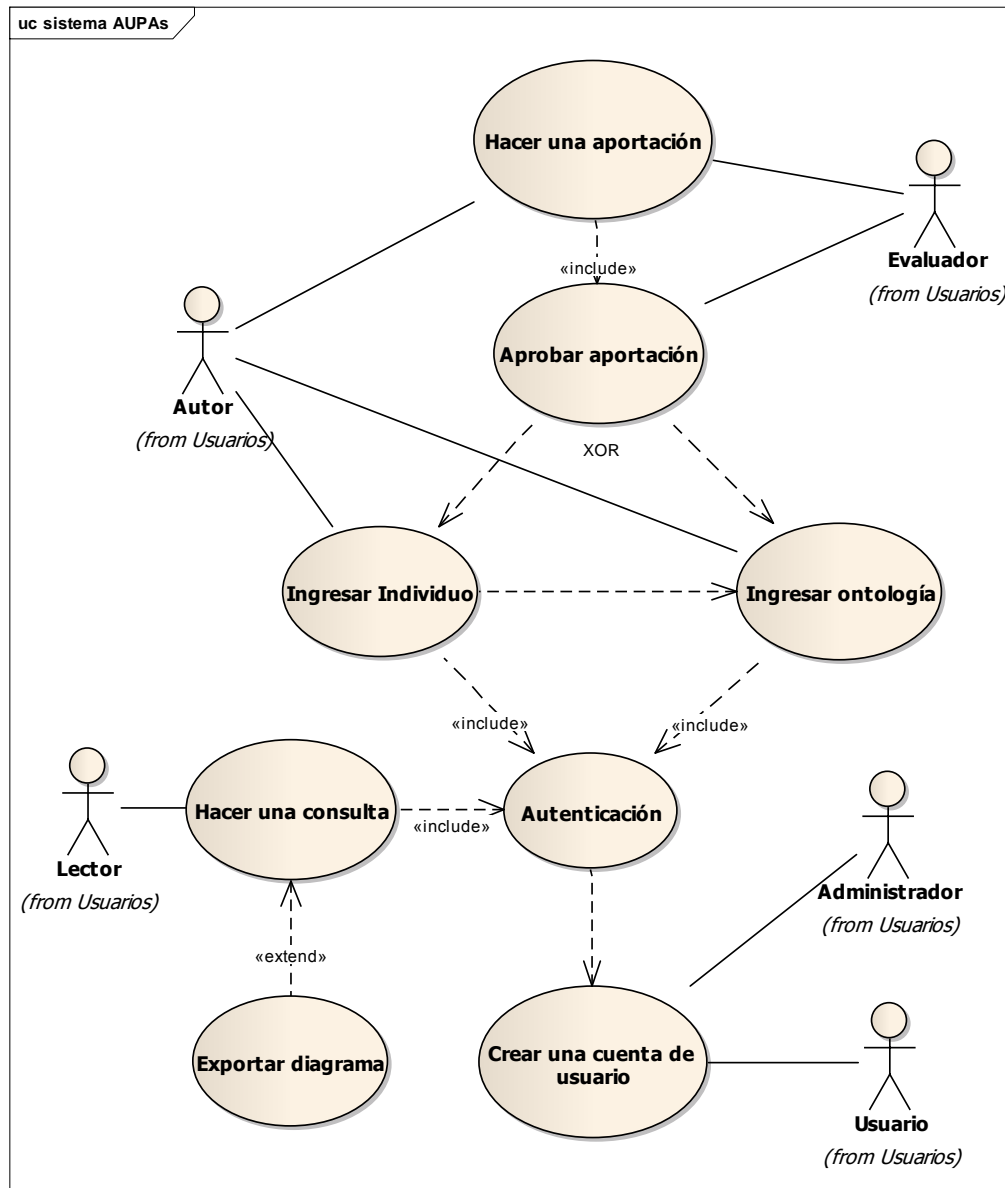 uc sistema AUPAs
Hacer una aportación
Evaluador
(from Usuarios)
«include»
Aprobar aportación
Autor
(from Usuarios)
XOR
Ingresar Individuo
Ingresar ontología
«include»
«include»
Hacer una consulta
«include»
Autenticación
Lector
(from Usuarios)
Administrador
(from Usuarios)
«extend»
Exportar diagrama
Crear una cuenta de
usuario
Usuario
(from Usuarios)